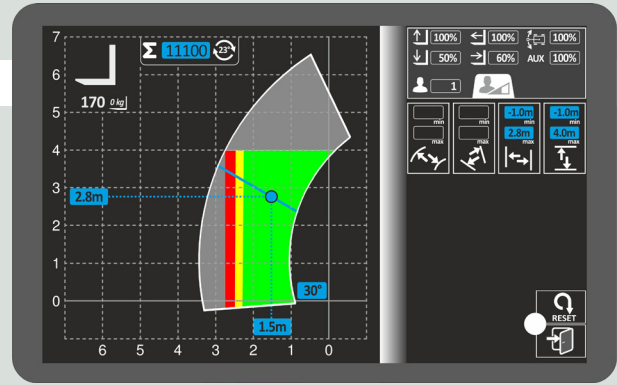 7
6
5
4
3
2
1
0
6 5 4 3 2 1 0
Σ 11100 23°
170 0 kg
2.8m
30°
1.5m
100% 100% 100%
50% 60% AUX 100%
1
-1.0m -1.0m
min min min min
2.8m 4.0m
max max max max
RESET